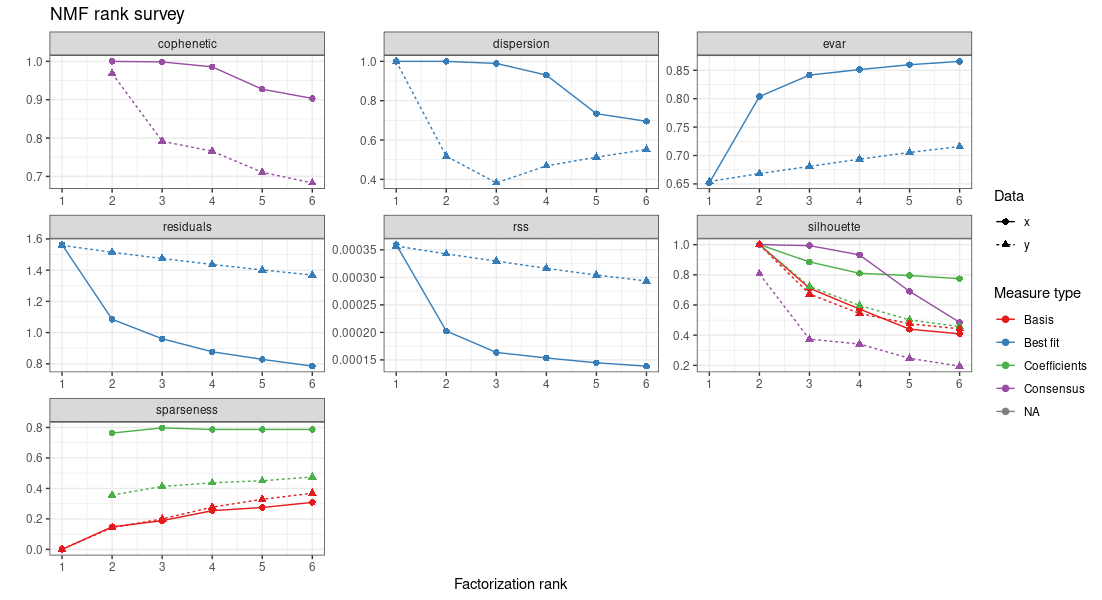 NMF rank survey
cophenetic
dispersion
evar
1.0
0.9
0.8
0.7
1 2 3 4 5 6
1.0
0.8
0.6
0.4
1 2 3 4 5 6
0.85
0.80
0.75
0.70
0.65
1 2 3 4 5 6
residuals
rss
silhouette
1.6
1.4
1.2
1.0
0.8
1 2 3 4 5 6
0.00035
0.00030
0.00025
0.00020
0.00015
1 2 3 4 5 6
1.0
0.8
0.6
0.4
0.2
1 2 3 4 5 6
sparseness
0.8
0.6
0.4
0.2
0.0
1 2 3 4 5 6
Factorization rank
Data
x
y
Measure type
Basis
Best fit
Coefficients
Consensus
NA